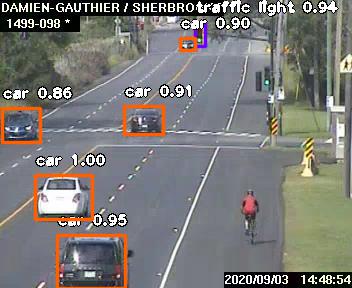 DAMIEN-GAUTHIER / SHERBRO
traffic light 0.94
1499-098 *
car 0.90
car 0.86
car 0.91
car 1.00
car 0.95
2020/09/03 14:48:54